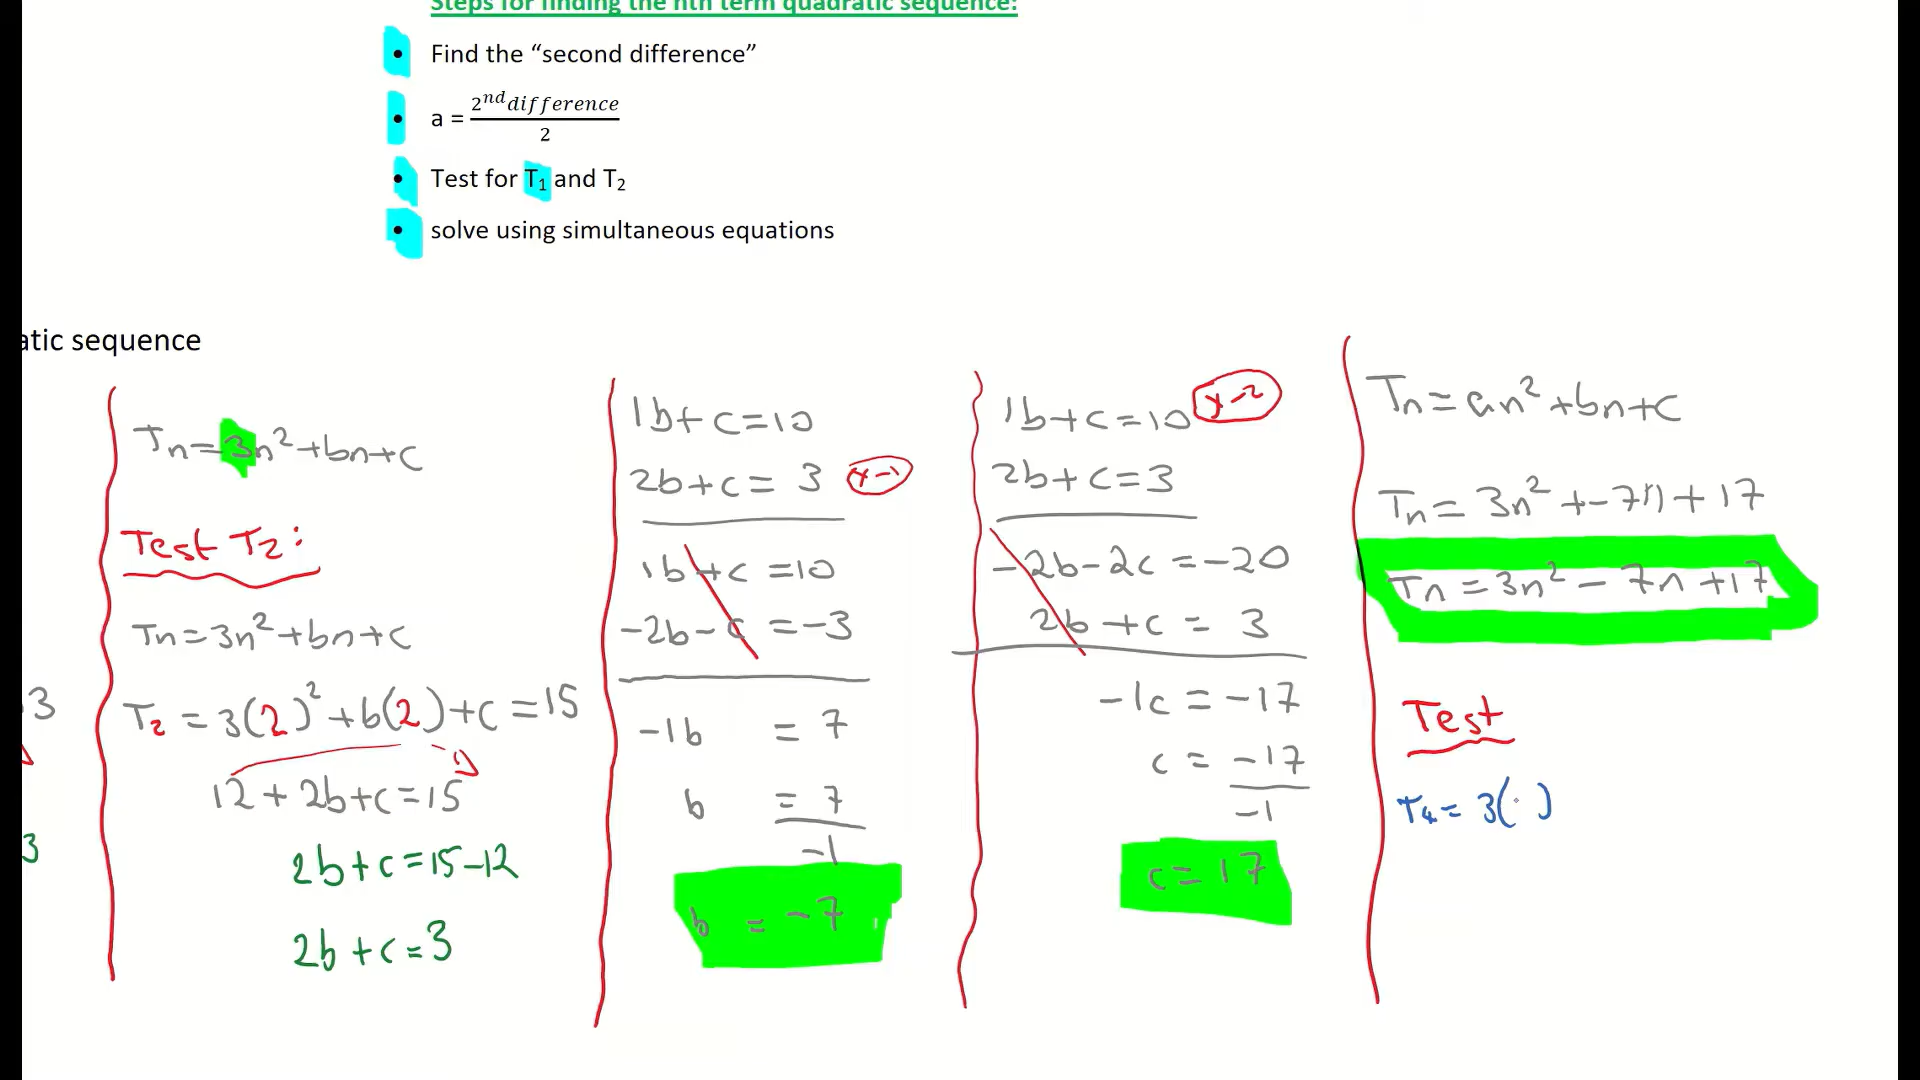 Steps for finding the nth term quadratic sequence:
• Find the “second difference”
• a = 2ⁿᵈdifference / 2
• Test for T₁ and T₂
• solve using simultaneous equations
atic sequence
3
3
Tn=3n²+bn+c
Test T₂:
Tn=3n²+bn+c
T₂ = 3(2)²+b(2)+c=15
12+2b+c=15
2b+c=15-12
2b+c=3
1b+c=10
2b+c= 3 x-1
1b+c=10
-2b-c=-3
-1b = 7
b = 7
-1
b = -7
1b+c=10 x-2
2b+c=3
-2b-2c=-20
2b+c= 3
-1c=-17
c= -17
-1
c=17
Tn=an²+bn+c
Tn=3n²+-7n+17
Tn=3n²-7n+17
Test
T₄=3( )